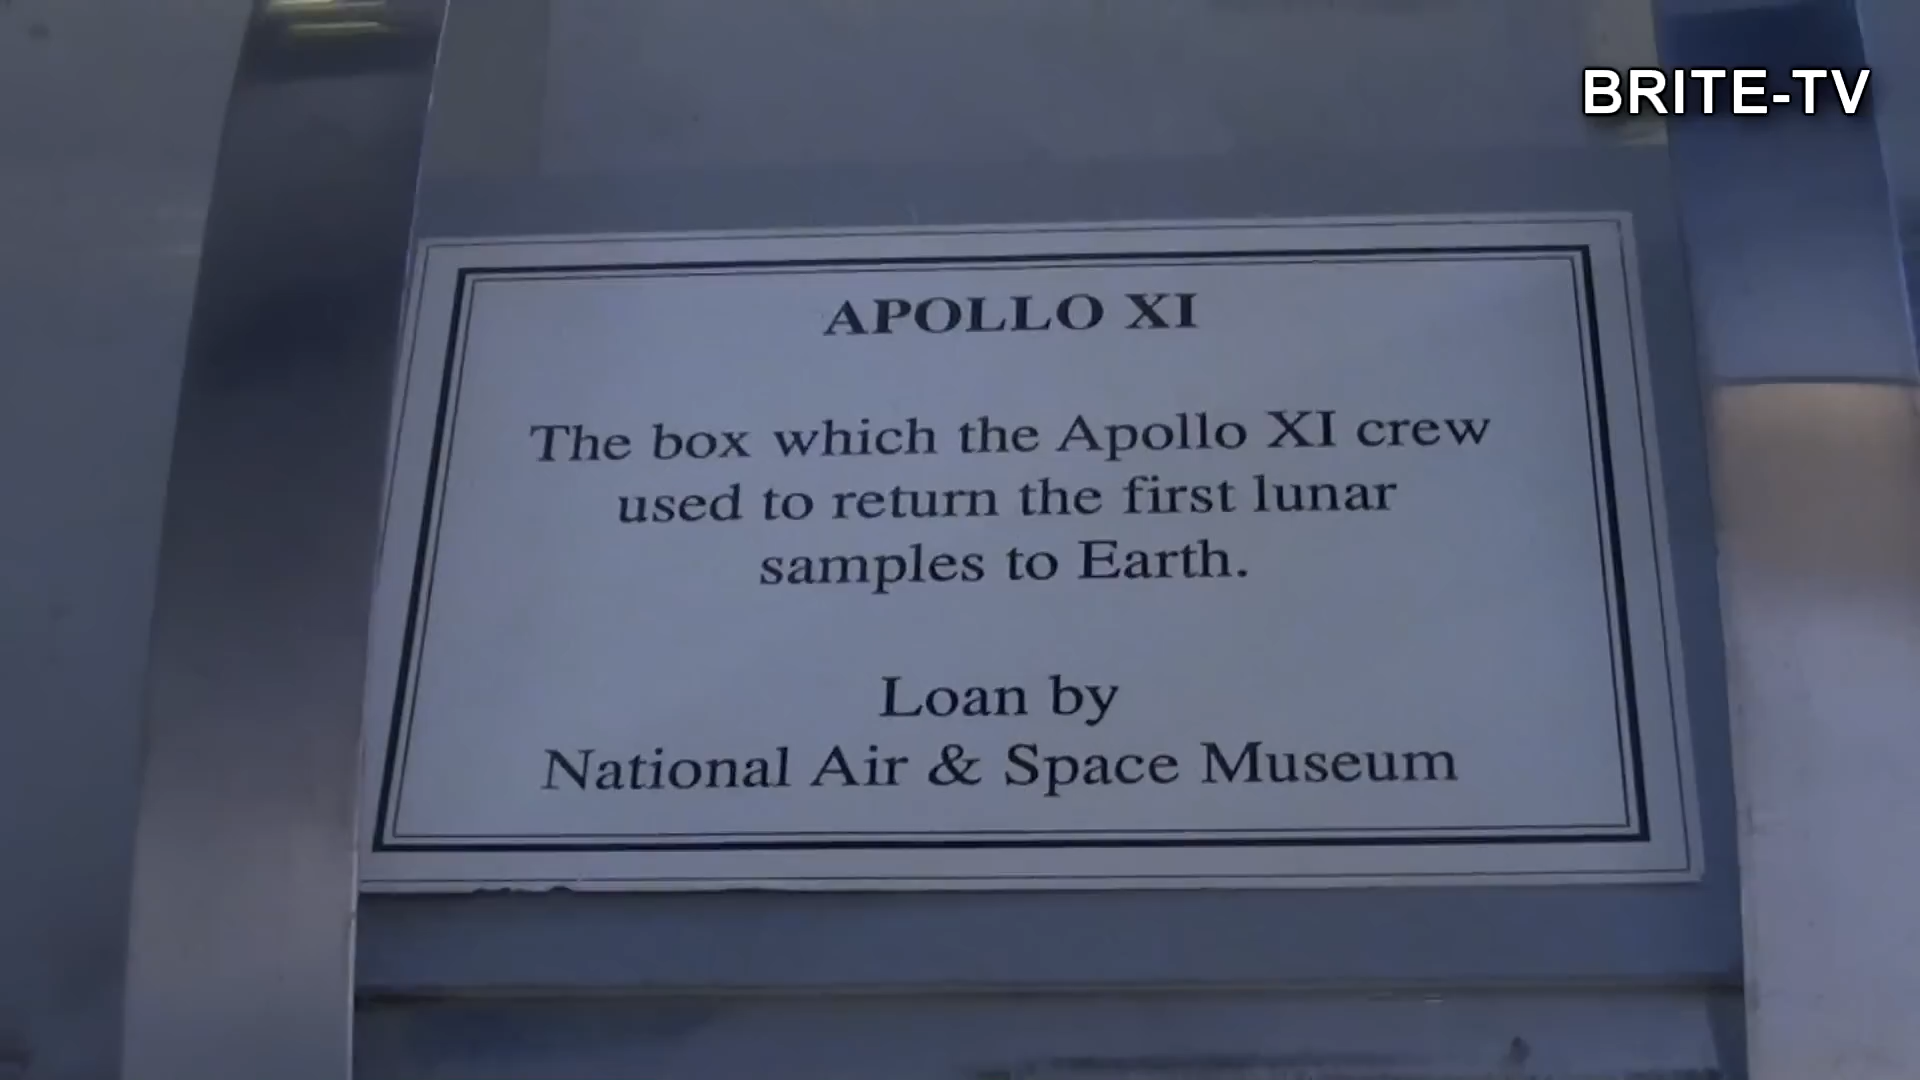 BRITE-TV
APOLLO XI
The box which the Apollo XI crew
used to return the first lunar
samples to Earth.
Loan by
National Air & Space Museum